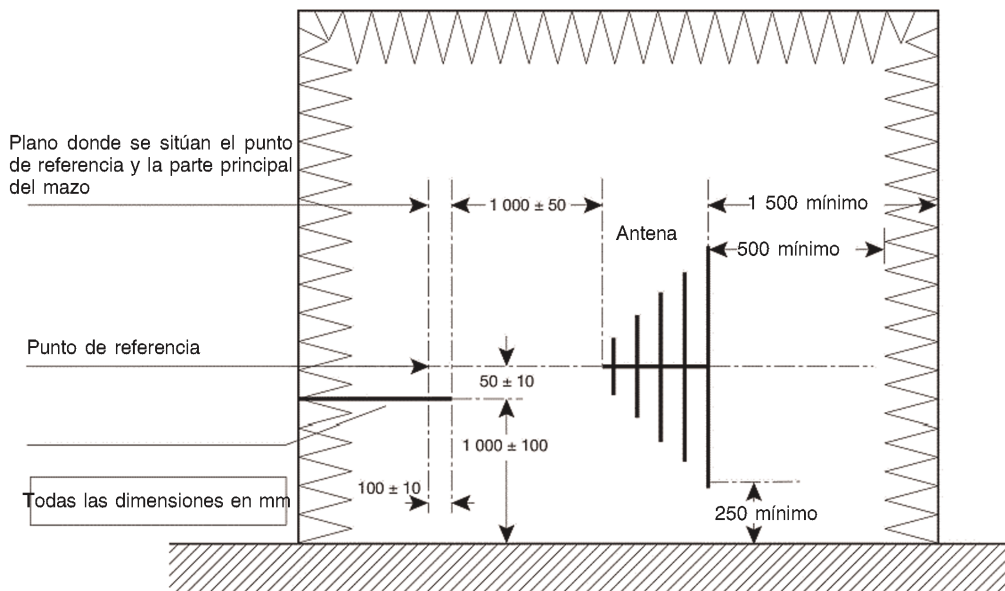 Plano donde se sitúan el punto
de referencia y la parte principal
del mazo
1 000 ± 50
1 500 mínimo
Antena
500 mínimo
Punto de referencia
50 ± 10
1 000 ± 100
100 ± 10
Todas las dimensiones en mm
250 mínimo